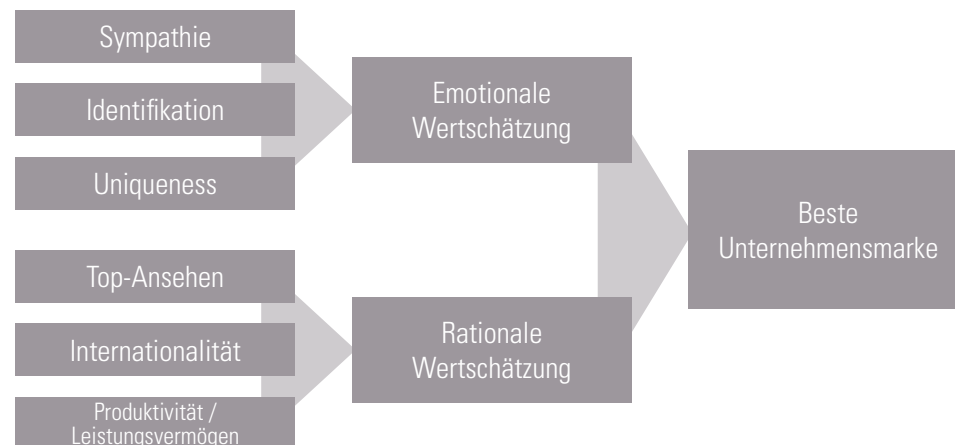 Sympathie
Identifikation
Uniqueness
Emotionale
Wertschätzung
Top-Ansehen
Internationalität
Produktivität /
Leistungsvermögen
Rationale
Wertschätzung
Beste
Unternehmensmarke